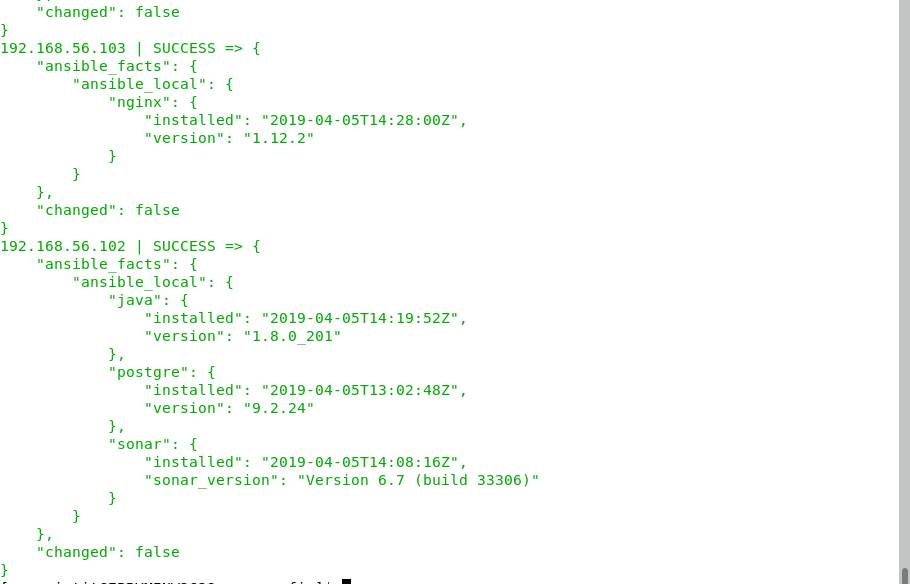 "changed": false
}
192.168.56.103 | SUCCESS => {
    "ansible_facts": {
        "ansible_local": {
            "nginx": {
                "installed": "2019-04-05T14:28:00Z",
                "version": "1.12.2"
            }
        }
    },
    "changed": false
}
192.168.56.102 | SUCCESS => {
    "ansible_facts": {
        "ansible_local": {
            "java": {
                "installed": "2019-04-05T14:19:52Z",
                "version": "1.8.0_201"
            },
            "postgre": {
                "installed": "2019-04-05T13:02:48Z",
                "version": "9.2.24"
            },
            "sonar": {
                "installed": "2019-04-05T14:08:16Z",
                "sonar_version": "Version 6.7 (build 33306)"
            }
        }
    },
    "changed": false
}